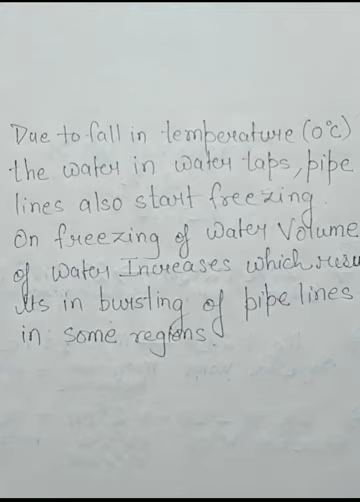 Due to fall in temperature (0°c)
the water in water taps, pipe
lines also start freezing.
On freezing of water Volume
of water Increases which resu
lts in bursting of pipe lines
in some regions.